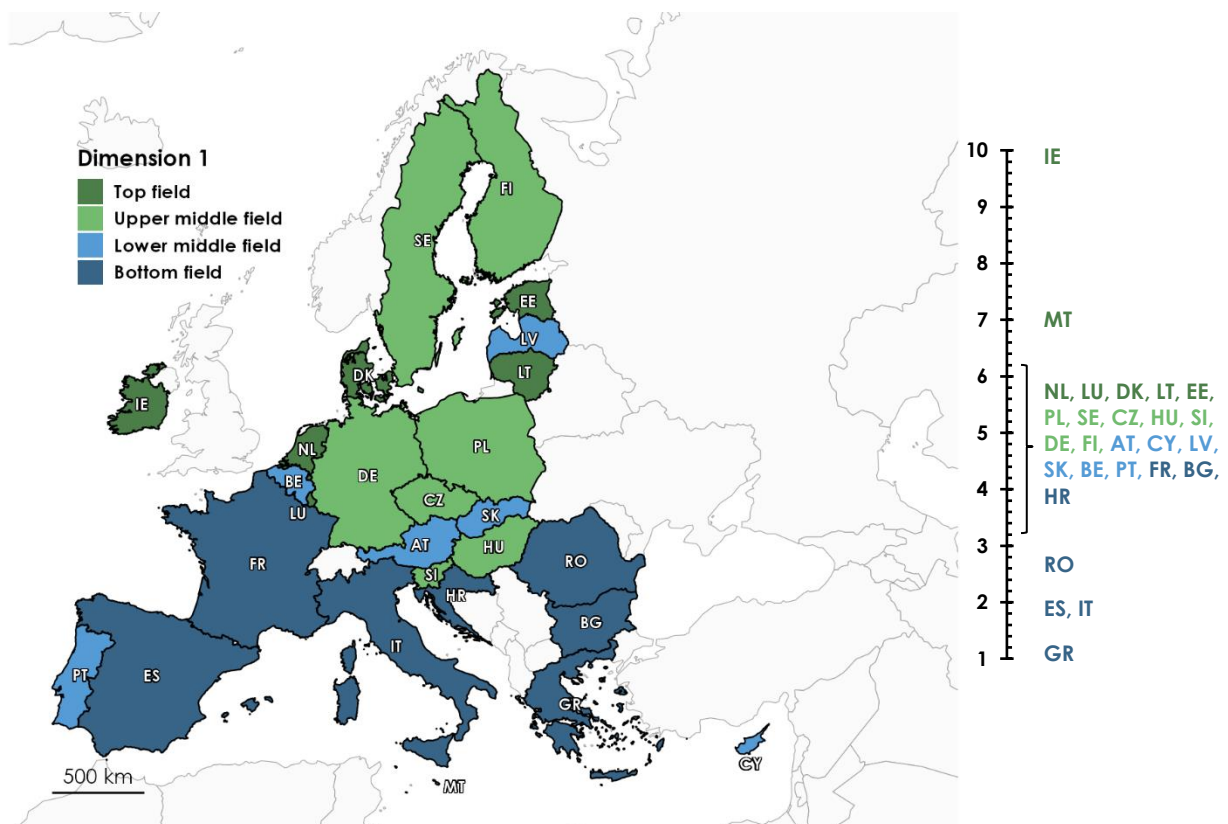 Dimension 1
Top field
Upper middle field
Lower middle field
Bottom field
FI
SE
EE
LV
LT
DK
IE
NL
BE
LU
DE
PL
CZ
SK
AT
HU
SI
HR
FR
RO
BG
IT
PT
ES
GR
MT
CY
500 km
10
9
8
7
6
5
4
3
2
1
IE
MT
NL, LU, DK, LT, EE,
PL, SE, CZ, HU, SI,
DE, FI, AT, CY, LV,
SK, BE, PT, FR, BG,
HR
RO
ES, IT
GR